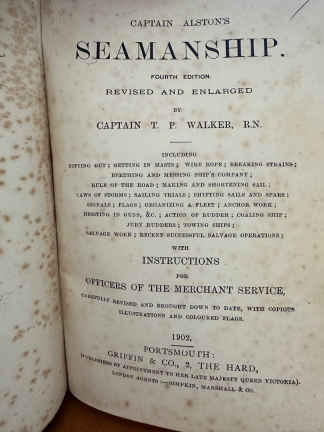 CAPTAIN ALSTON'S
SEAMANSHIP.
FOURTH EDITION.
REVISED AND ENLARGED
BY
CAPTAIN T. P. WALKER, R.N.
INCLUDING
FITTING OUT; GETTING IN MASTS; WIRE ROPE; BREAKING STRAINS;
BERTHING AND MESSING SHIP'S COMPANY;
RULE OF THE ROAD; MAKING AND SHORTENING SAIL;
LAWS OF STORMS; SAILING TRIALS; SHIFTING SAILS AND SPARS;
SIGNALS; FLAGS; ORGANIZING A FLEET; ANCHOR WORK;
HOISTING IN GUNS, &C.; ACTION OF RUDDER; COALING SHIP;
JURY RUDDERS; TOWING SHIPS;
SALVAGE WORK; RECENT SUCCESSFUL SALVAGE OPERATIONS;
WITH
INSTRUCTIONS
FOR
OFFICERS OF THE MERCHANT SERVICE,
CAREFULLY REVISED AND BROUGHT DOWN TO DATE, WITH COPIOUS
ILLUSTRATIONS AND COLOURED FLAGS.
1902.
PORTSMOUTH:
GRIFFIN & CO., 2, THE HARD,
(PUBLISHERS BY APPOINTMENT TO HER LATE MAJESTY QUEEN VICTORIA).
LONDON AGENTS:—SIMPKIN, MARSHALL & CO.